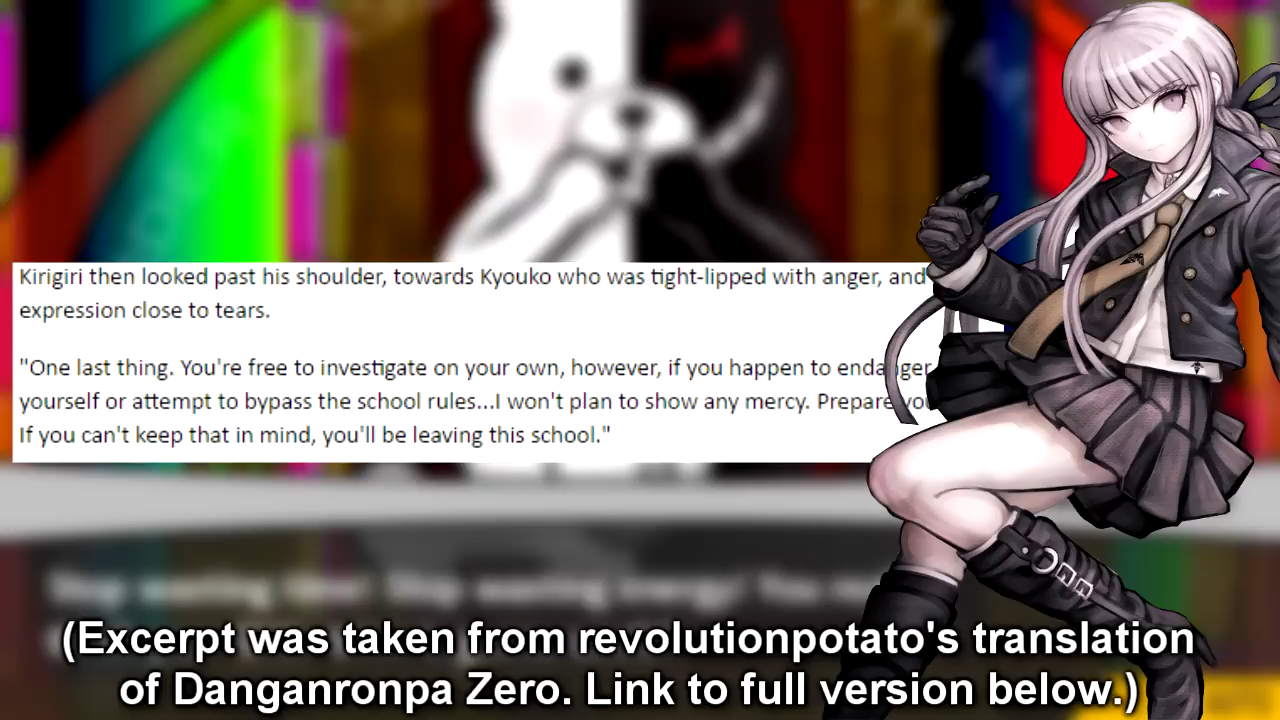 Kirigiri then looked past his shoulder, towards Kyouko who was tight-lipped with anger, and
expression close to tears.
"One last thing. You're free to investigate on your own, however, if you happen to endanger
yourself or attempt to bypass the school rules...I won't plan to show any mercy. Prepare
If you can't keep that in mind, you'll be leaving this school."
(Excerpt was taken from revolutionpotato's translation
of Danganronpa Zero. Link to full version below.)